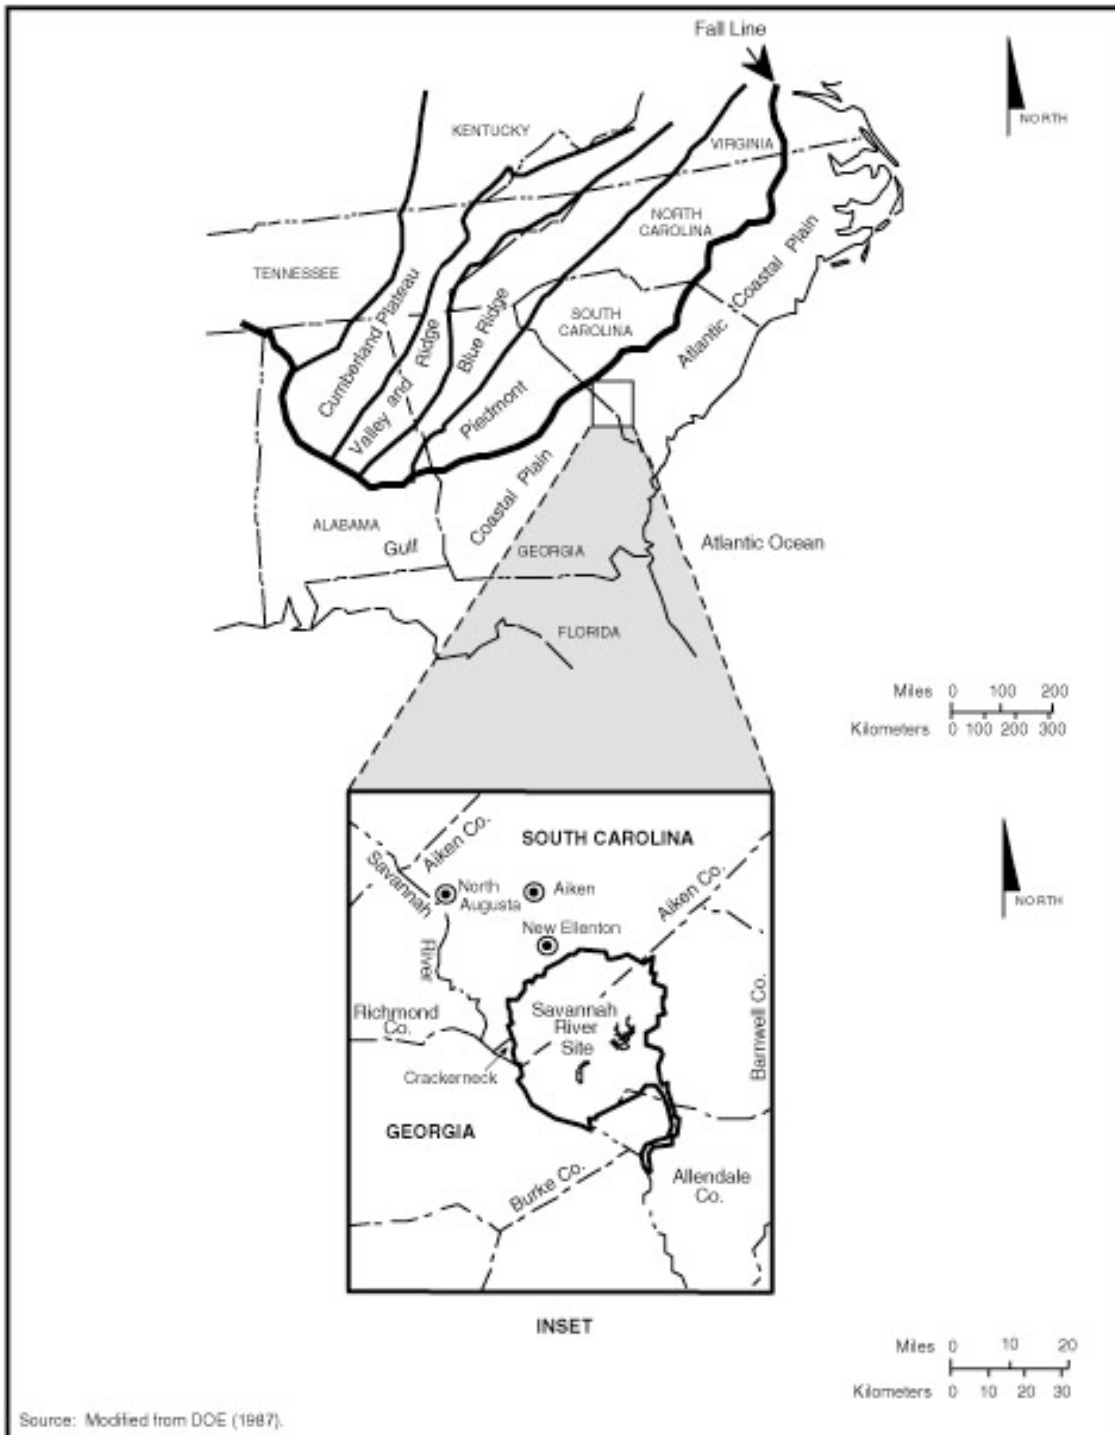 Fall Line
NORTH
KENTUCKY
VIRGINIA
NORTH
CAROLINA
TENNESSEE
Cumberland Plateau
Valley and Ridge
Blue Ridge
Piedmont
SOUTH
CAROLINA
Atlantic Coastal Plain
Coastal Plain
ALABAMA
Gulf
GEORGIA
Atlantic Ocean
FLORIDA
Miles 0 100 200
Kilometers 0 100 200 300
SOUTH CAROLINA
Aiken Co.
Savannah
River
North
Augusta
Aiken
New Ellenton
Aiken Co.
NORTH
Richmond
Co.
Savannah
River
Site
Barnwell Co.
Crackerneck
GEORGIA
Burke Co.
Allendale
Co.
INSET
Miles 0 10 20
Kilometers 0 10 20 30
Source: Modified from DOE (1987).